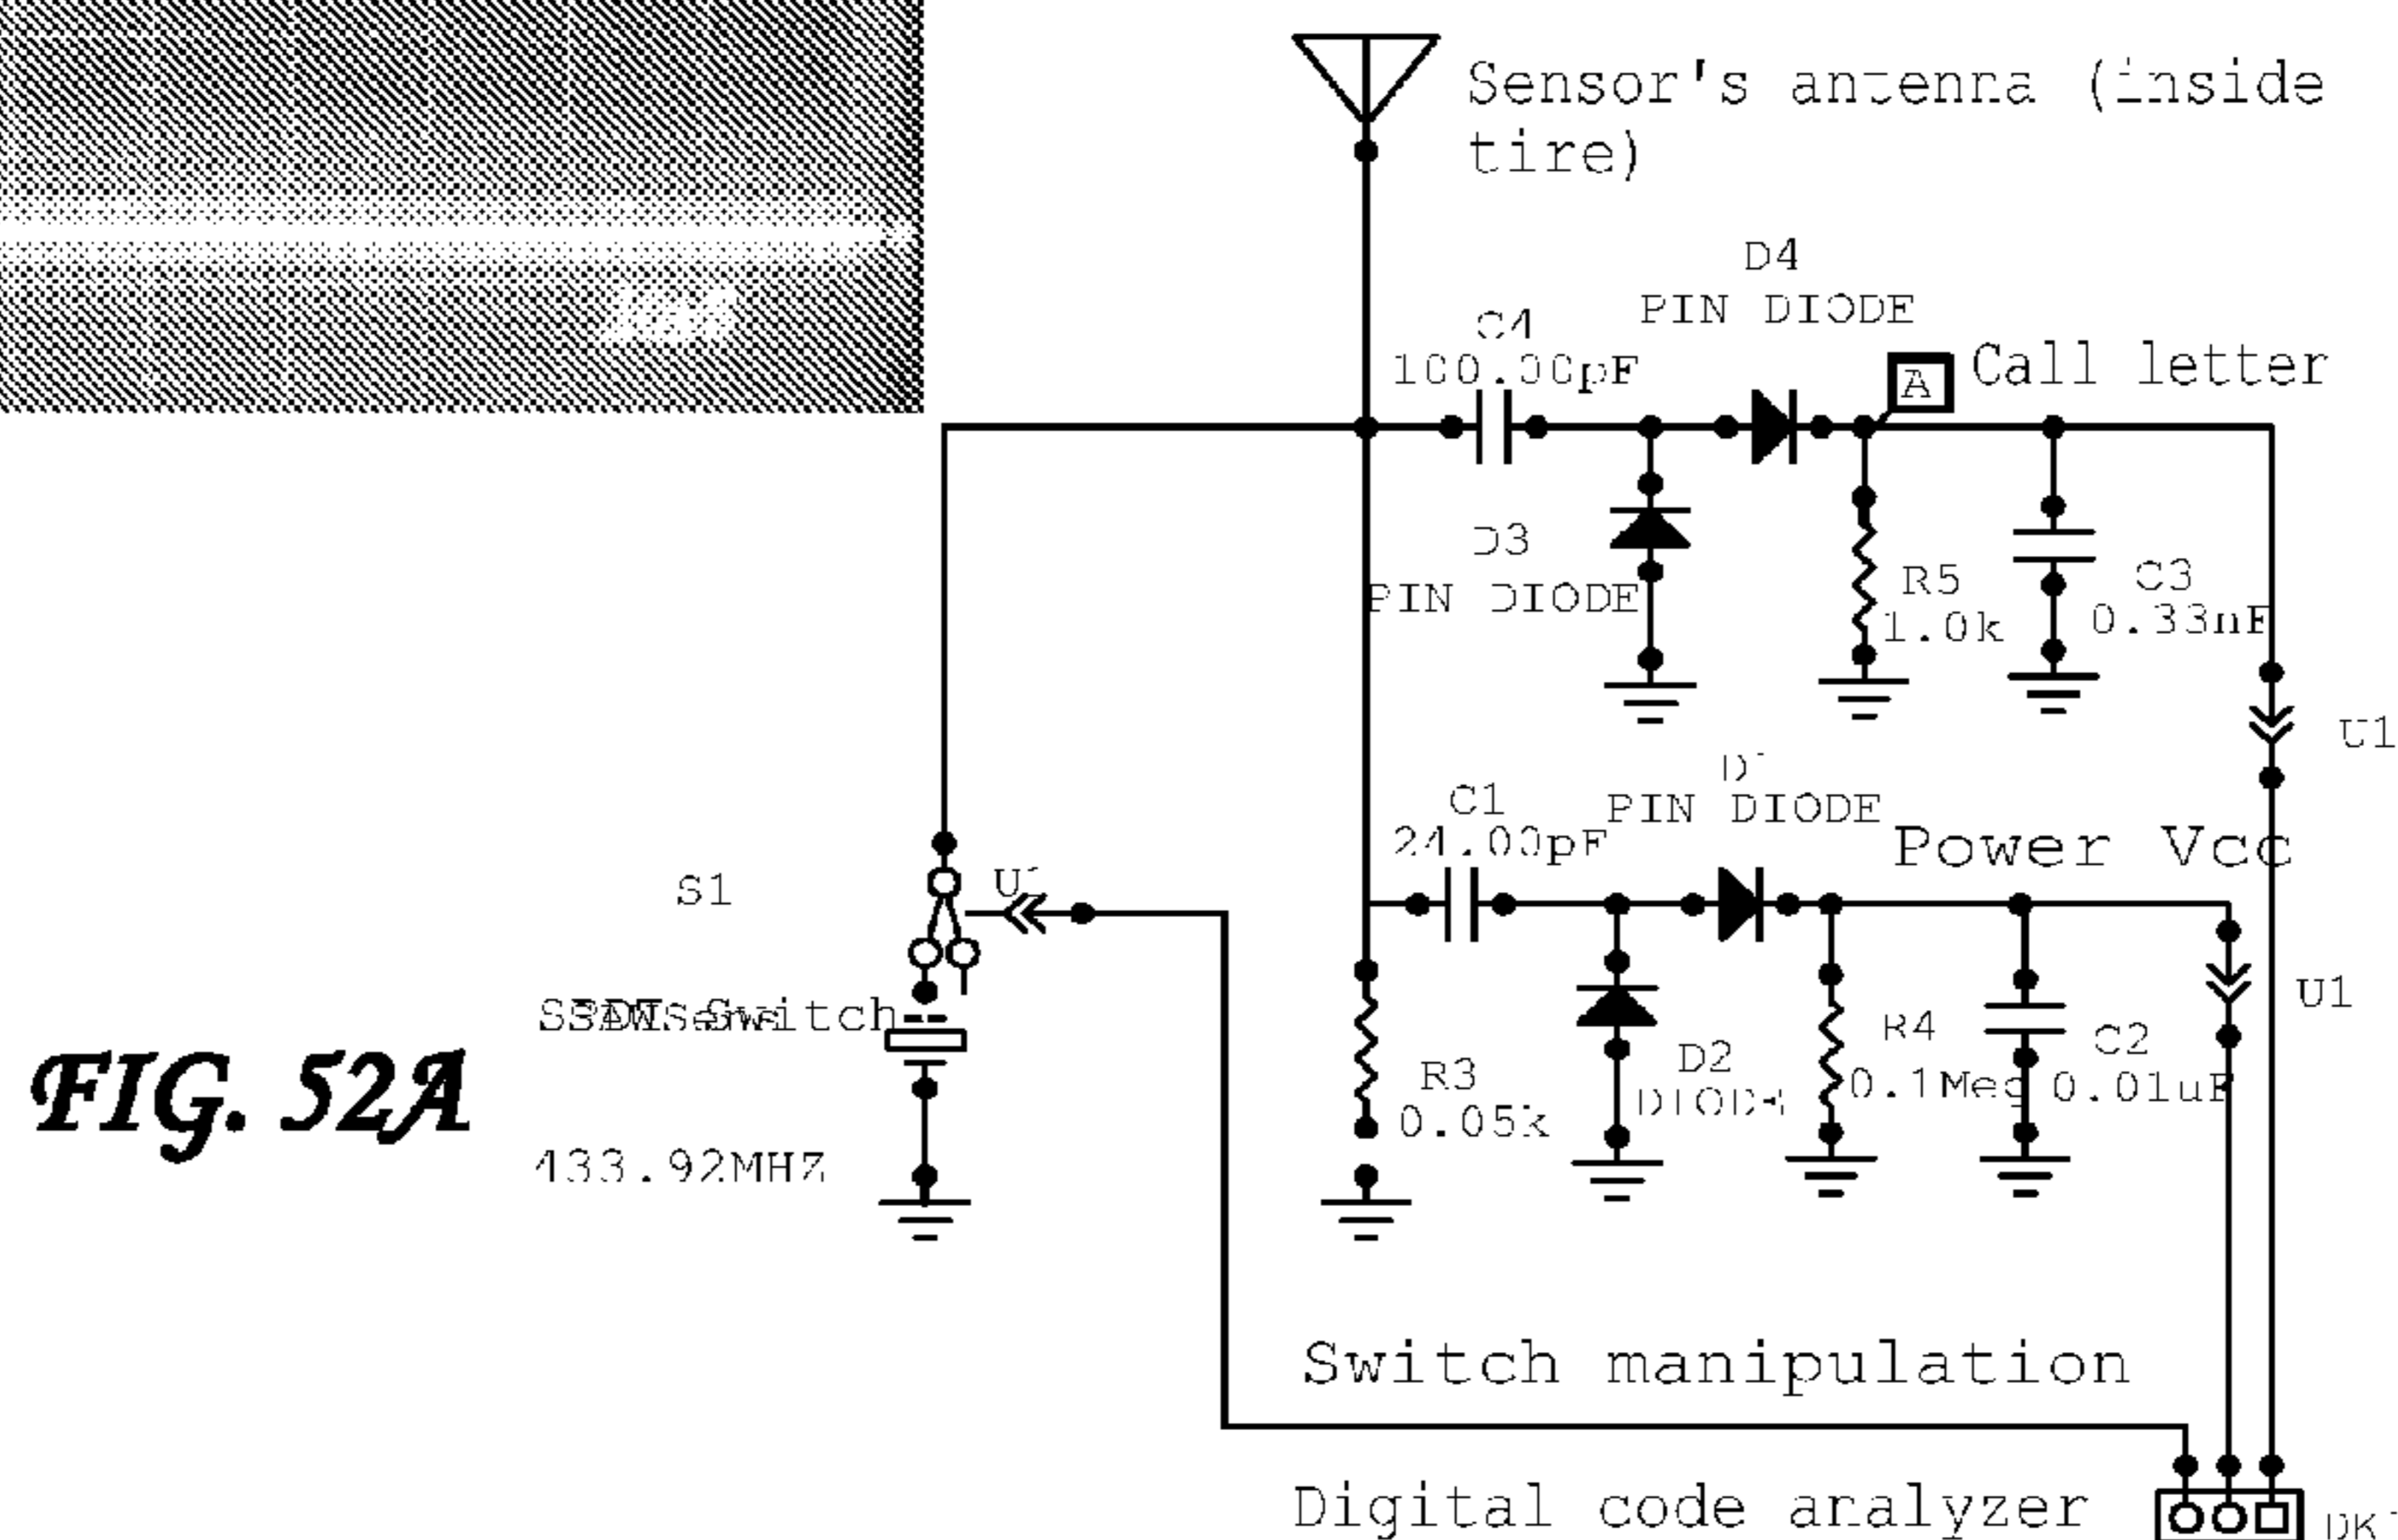 Sensor's antenna (inside
tire)
D4
PIN DIODE
C4
100.00pF
A
Call letter
D3
PIN DIODE
R5
1.0k
C3
0.33nF
U1
PIN DIODE
C1
24.00pF
Power Vcc
S1
U1
R3
0.05k
D2
DIODE
R4
0.1Meg
C2
0.01uF
Switch
FIG. 52A
433.92MHZ
Switch manipulation
Digital code analyzer